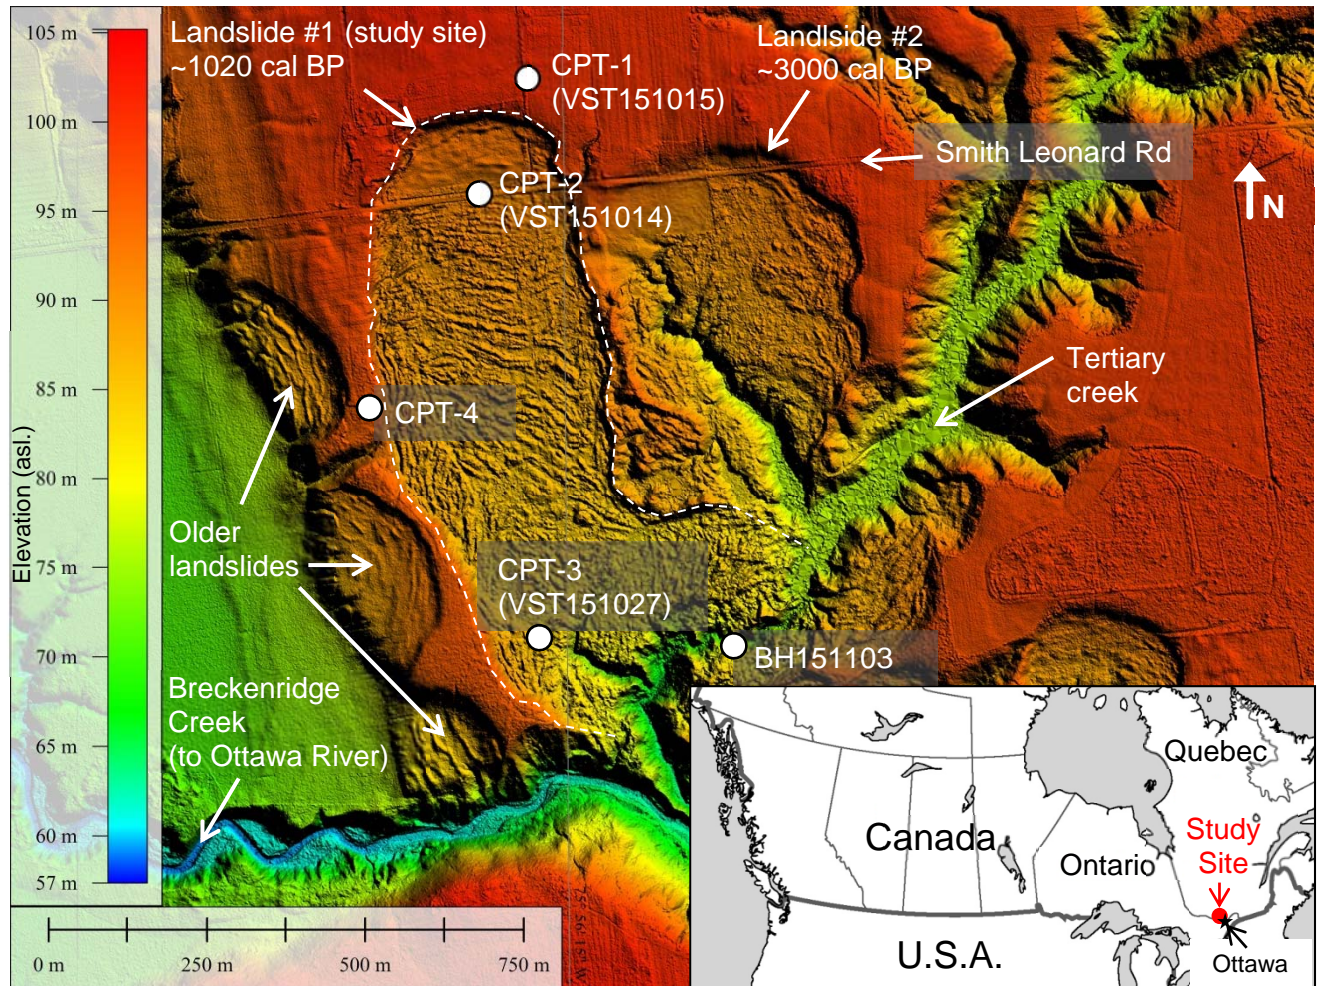 105 m
100 m
95 m
90 m
85 m
80 m
75 m
70 m
65 m
60 m
57 m
Elevation (asl.)
Landslide #1 (study site)
~1020 cal BP
CPT-1
(VST151015)
Landlside #2
~3000 cal BP
Smith Leonard Rd
N
CPT-2
(VST151014)
Tertiary
creek
CPT-4
Older
landslides
CPT-3
(VST151027)
BH151103
Breckenridge
Creek
(to Ottawa River)
0 m
250 m
500 m
750 m
75° 56' 15" W
Quebec
Canada
Ontario
Study
Site
U.S.A.
Ottawa